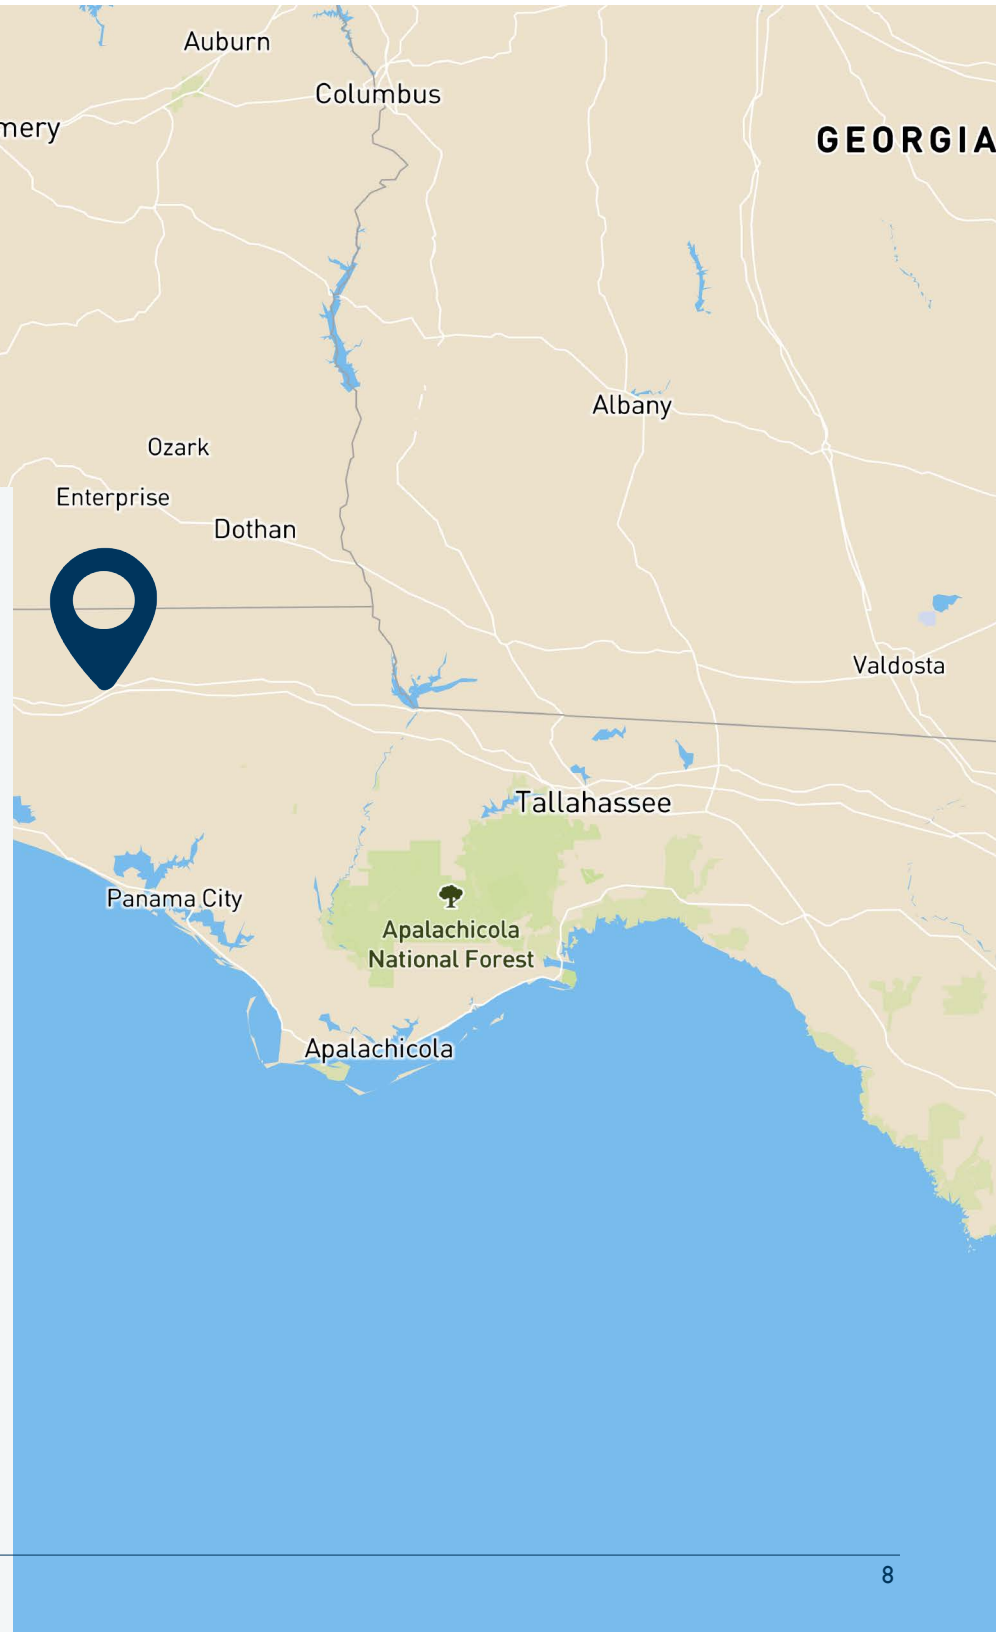 Auburn
Columbus
mery
GEORGIA
Albany
Ozark
Enterprise
Dothan
Valdosta
Tallahassee
Panama City
Apalachicola
National Forest
Apalachicola
8